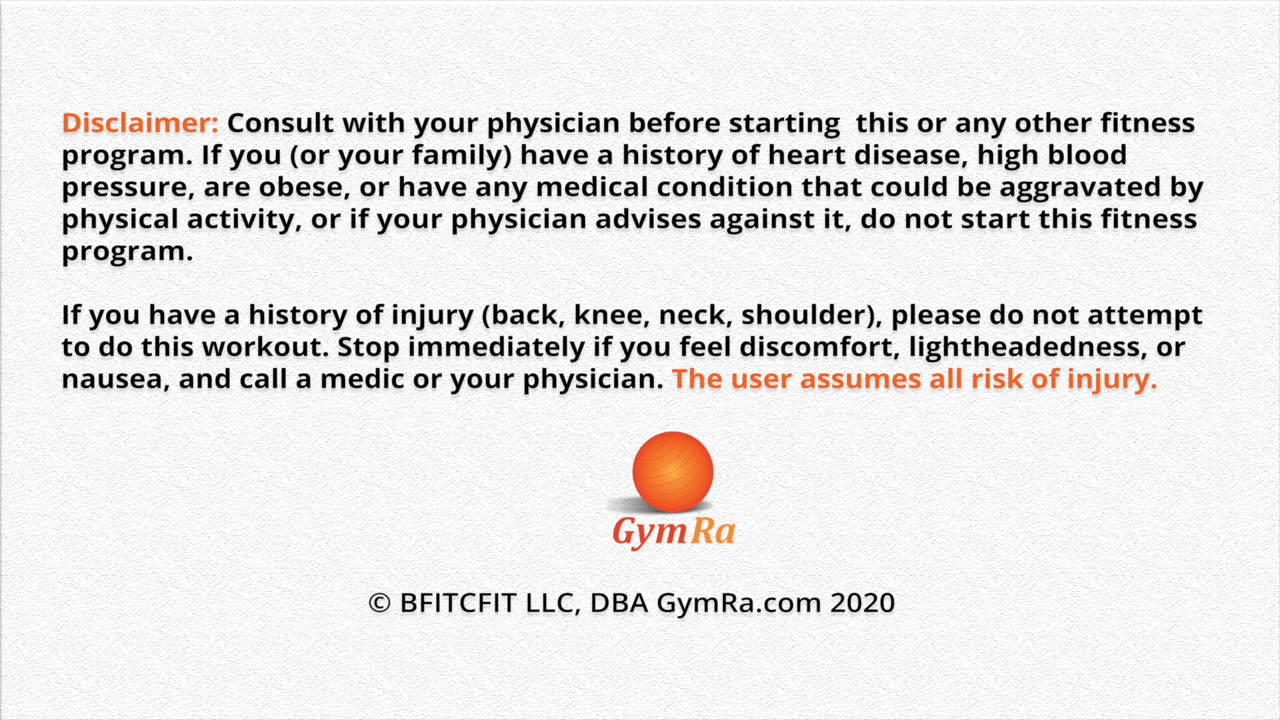 Disclaimer: Consult with your physician before starting  this or any other fitness
program. If you (or your family) have a history of heart disease, high blood
pressure, are obese, or have any medical condition that could be aggravated by
physical activity, or if your physician advises against it, do not start this fitness
program.
If you have a history of injury (back, knee, neck, shoulder), please do not attempt
to do this workout. Stop immediately if you feel discomfort, lightheadedness, or
nausea, and call a medic or your physician. The user assumes all risk of injury.
GymRa
© BFITCFIT LLC, DBA GymRa.com 2020